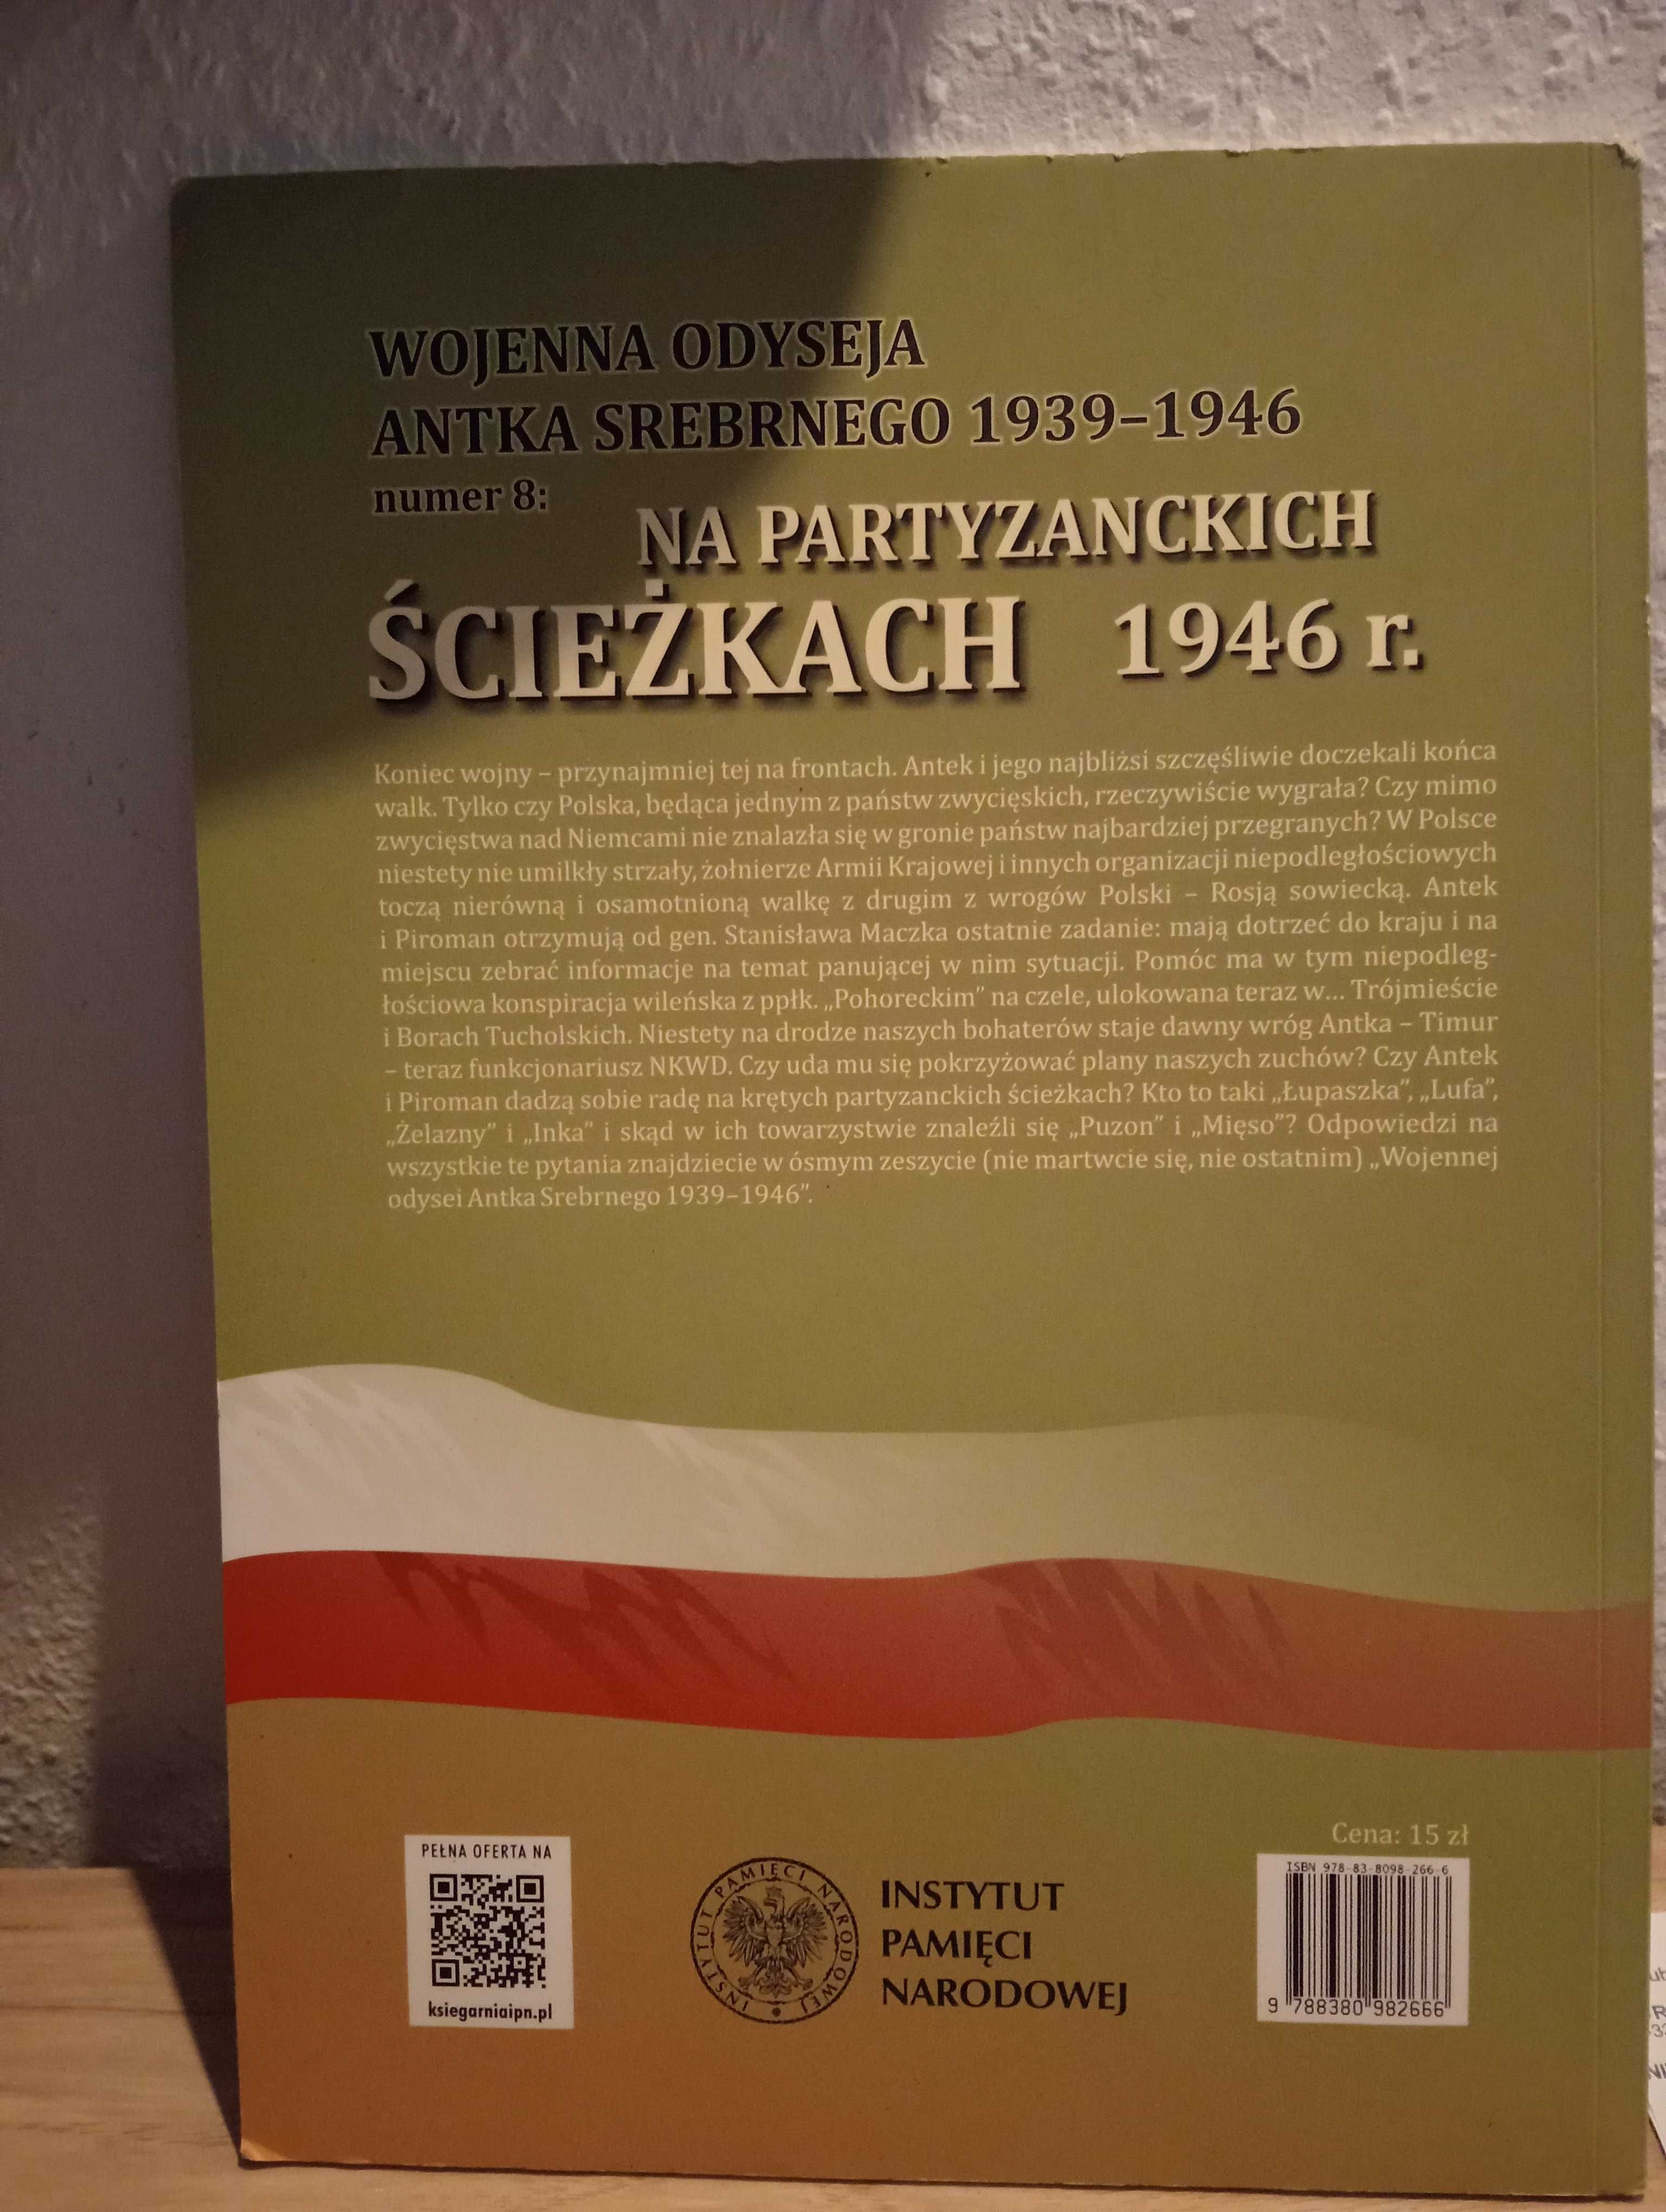 WOJENNA ODYSEJA
ANTKA SREBRNEGO 1939–1946
numer 8:
NA PARTYZANCKICH
ŚCIEŻKACH 1946 r.
Koniec wojny – przynajmniej tej na frontach. Antek i jego najbliżsi szczęśliwie doczekali końca
walk. Tylko czy Polska, będąca jednym z państw zwycięskich, rzeczywiście wygrała? Czy mimo
zwycięstwa nad Niemcami nie znalazła się w gronie państw najbardziej przegranych? W Polsce
niestety nie umilkły strzały, żołnierze Armii Krajowej i innych organizacji niepodległościowych
toczą nierówną i osamotnioną walkę z drugim z wrogów Polski – Rosją sowiecką. Antek
i Piroman otrzymują od gen. Stanisława Maczka ostatnie zadanie: mają dotrzeć do kraju i na
miejscu zebrać informacje na temat panującej w nim sytuacji. Pomóc ma w tym niepodleg-
łościowa konspiracja wileńska z ppłk. „Pohoreckim” na czele, ulokowana teraz w... Trójmieście
i Borach Tucholskich. Niestety na drodze naszych bohaterów staje dawny wróg Antka – Timur
– teraz funkcjonariusz NKWD. Czy uda mu się pokrzyżować plany naszych zuchów? Czy Antek
i Piroman dadzą sobie radę na krętych partyzanckich ścieżkach? Kto to taki „Łupaszka”, „Lufa”,
„Żelazny” i „Inka” i skąd w ich towarzystwie znaleźli się „Puzon” i „Mięso”? Odpowiedzi na
wszystkie te pytania znajdziecie w ósmym zeszycie (nie martwcie się, nie ostatnim) „Wojennej
odysei Antka Srebrnego 1939–1946”.
PEŁNA OFERTA NA
ksiegarniaipn.pl
INSTYTUT PAMIĘCI NARODOWEJ
INSTYTUT
PAMIĘCI
NARODOWEJ
Cena: 15 zł
ISBN 978-83-8098-266-6
9 788380 982666